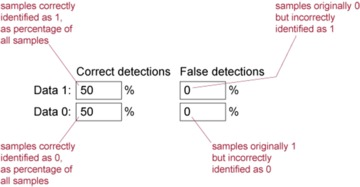 samples correctly
identified as 1,
as percentage of
all samples
samples originally 0
but incorrectly
identified as 1
Correct detections False detections
Data 1: 50 % 0 %
Data 0: 50 % 0 %
samples correctly
identified as 0,
as percentage of
all samples
samples originally 1
but incorrectly
identified as 0